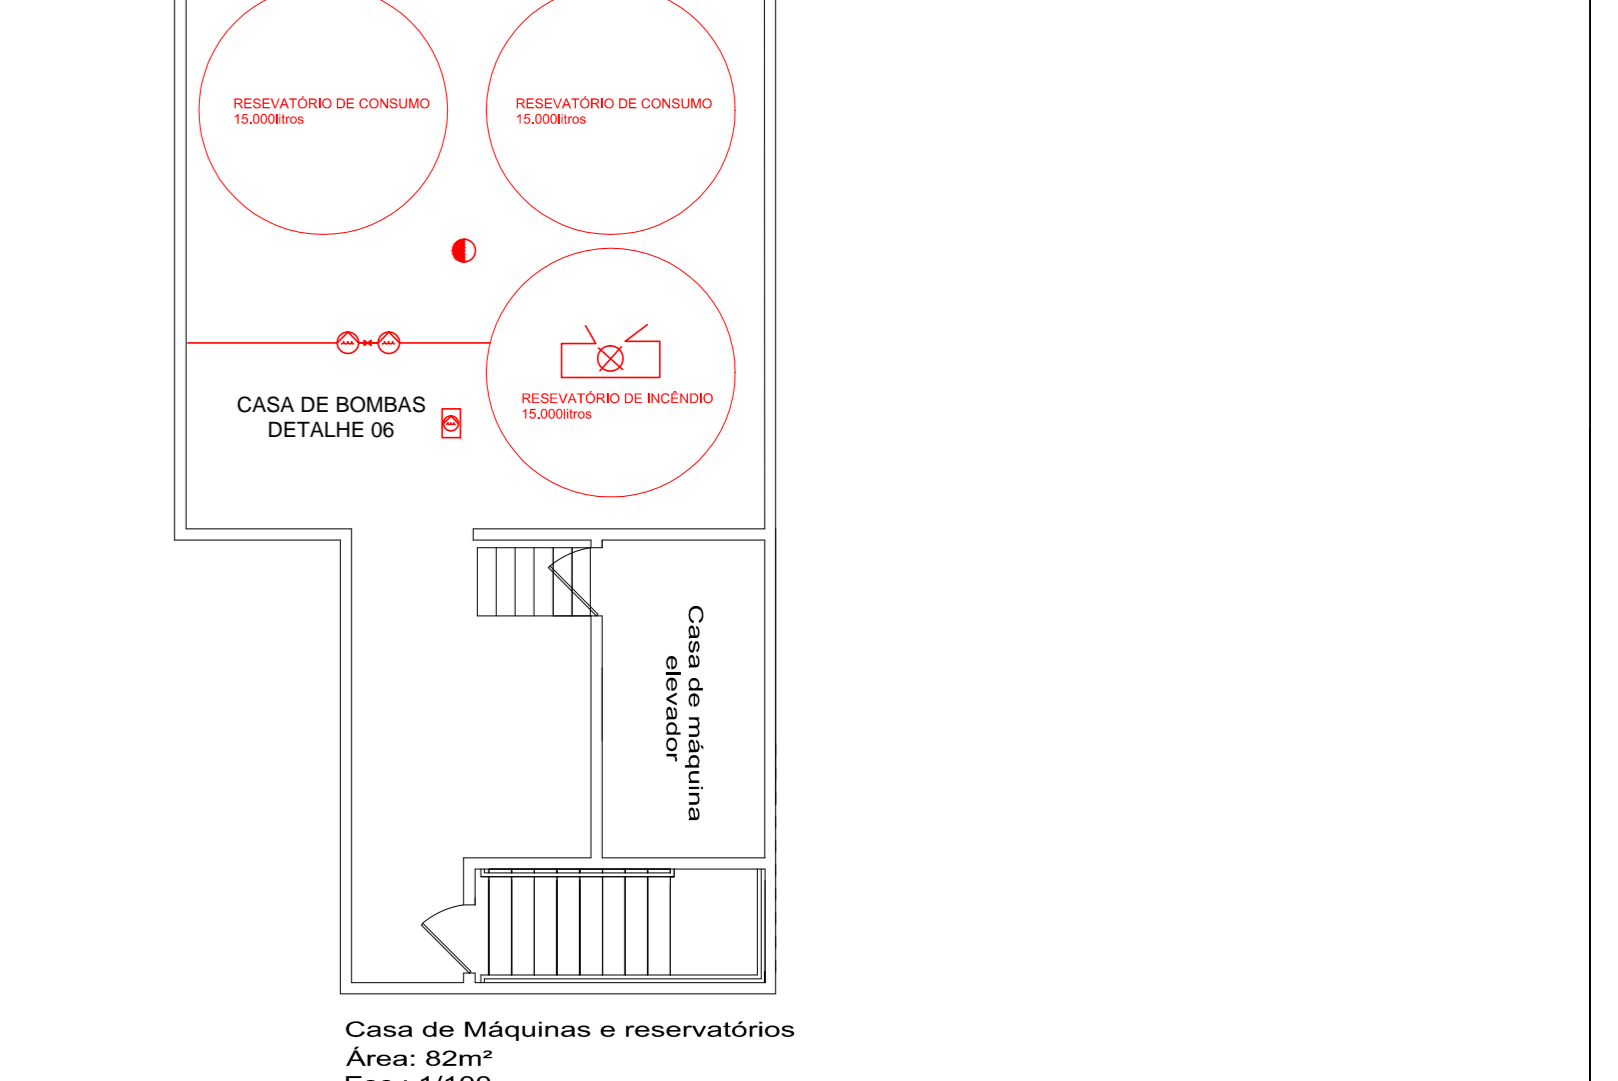 RESEVATÓRIO DE CONSUMO
15.000litros
RESEVATÓRIO DE CONSUMO
15.000litros
RESEVATÓRIO DE INCÊNDIO
15.000litros
CASA DE BOMBAS
DETALHE 06
Casa de máquina
elevador
Casa de Máquinas e reservatórios
Área: 82m²